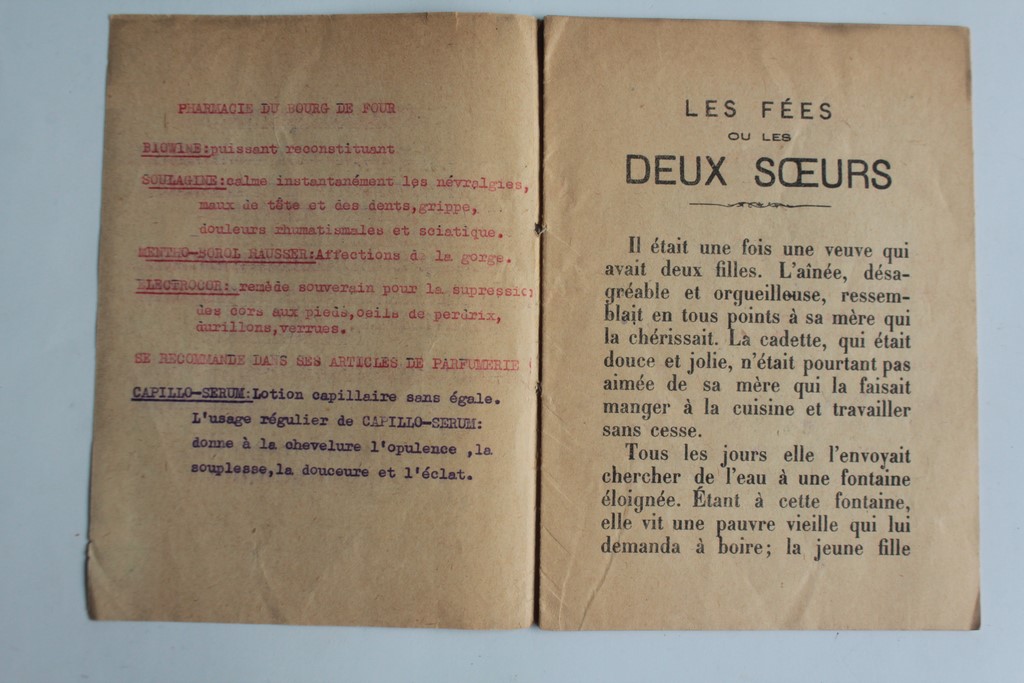 PHARMACIE DU BOURG DE FOUR
BIOWINE:puissant reconstituant
SOULAGINE:calme instantanément les névralgies,
maux de tête et des dents,grippe,
douleurs rhumatismales et sciatique.
MENTHO-BOROL HAUSSER:Affections de la gorge.
ELECTROCOR: remède souverain pour la supression
des cors aux pieds,oeils de perdrix,
durillons,verrues.
SE RECOMMANDE DANS SES ARTICLES DE PARFUMERIE
CAPILLO-SERUM:Lotion capillaire sans égale.
L'usage régulier de CAPILLO-SERUM:
donne à la chevelure l'opulence ,la
souplesse,la douceure et l'éclat.
LES FÉES
OU LES
DEUX SŒURS
Il était une fois une veuve qui
avait deux filles. L'aînée, désa-
gréable et orgueilleuse, ressem-
blait en tous points à sa mère qui
la chérissait. La cadette, qui était
douce et jolie, n'était pourtant pas
aimée de sa mère qui la faisait
manger à la cuisine et travailler
sans cesse.
Tous les jours elle l'envoyait
chercher de l'eau à une fontaine
éloignée. Étant à cette fontaine,
elle vit une pauvre vieille qui lui
demanda à boire; la jeune fille